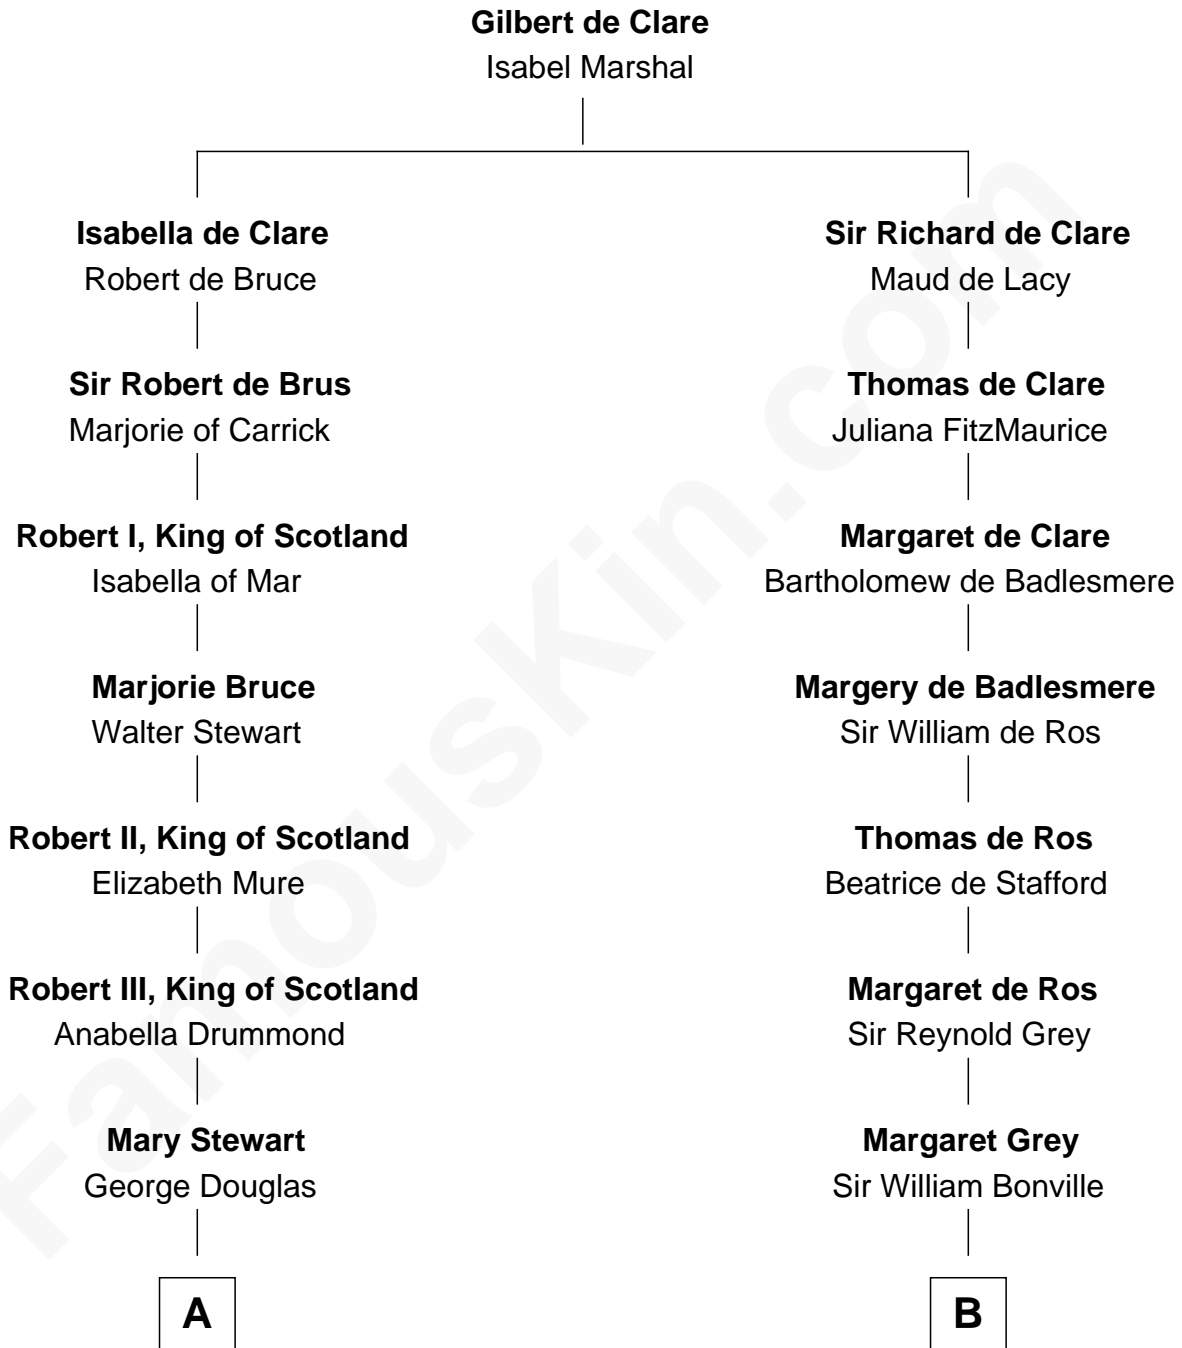 Gilbert de Clare
Isabel Marshal
Isabella de Clare
Robert de Bruce
Sir Richard de Clare
Maud de Lacy
Sir Robert de Brus
Marjorie of Carrick
Thomas de Clare
Juliana FitzMaurice
Robert I, King of Scotland
Isabella of Mar
Margaret de Clare
Bartholomew de Badlesmere
Marjorie Bruce
Walter Stewart
Margery de Badlesmere
Sir William de Ros
Robert II, King of Scotland
Elizabeth Mure
Thomas de Ros
Beatrice de Stafford
Robert III, King of Scotland
Anabella Drummond
Margaret de Ros
Sir Reynold Grey
Mary Stewart
George Douglas
Margaret Grey
Sir William Bonville
A
B
FamousKin.com